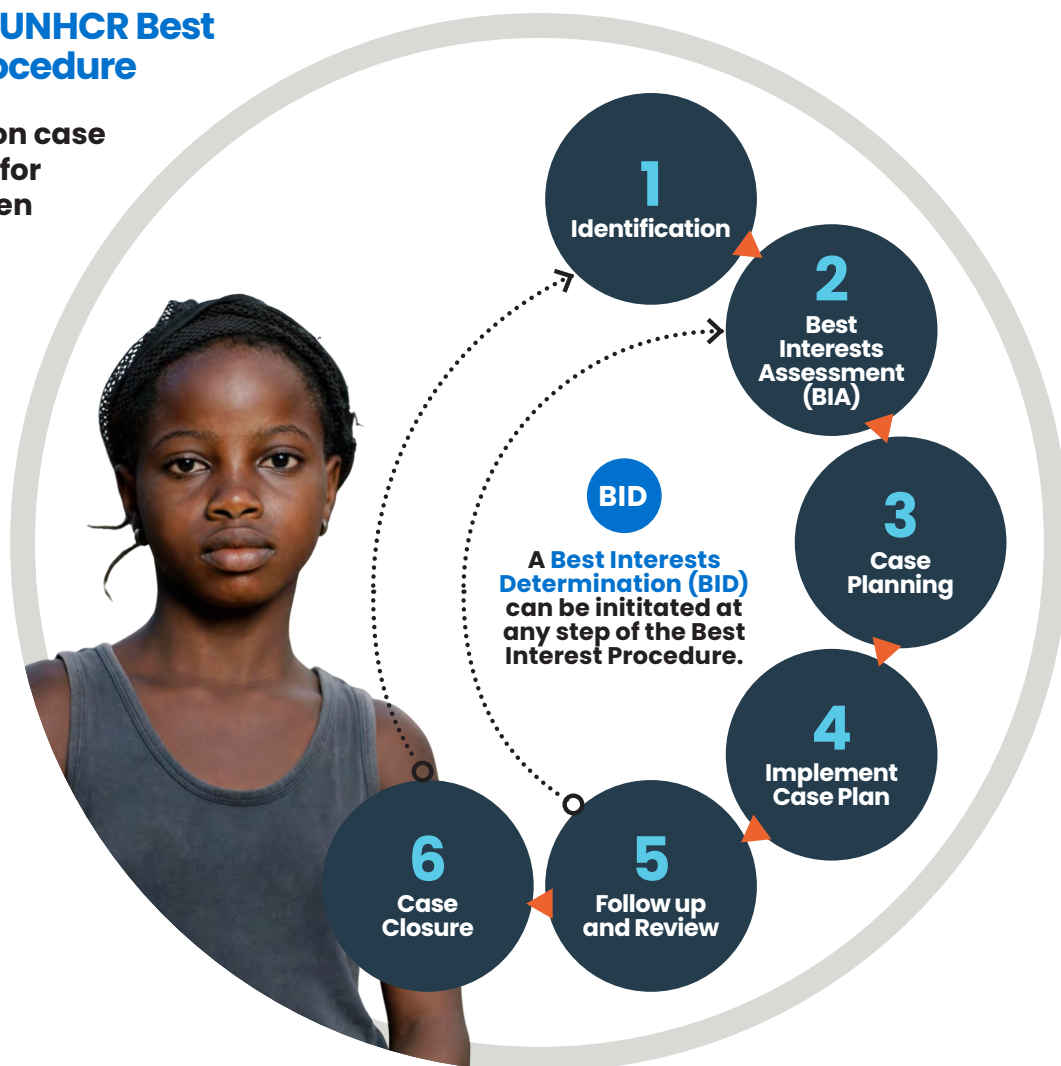 UNHCR Best
ocedure
on case
for
en
1
Identification
2
Best
Interests
Assessment
(BIA)
3
Case
Planning
4
Implement
Case Plan
5
Follow up
and Review
6
Case
Closure
BID
A Best Interests
Determination (BID)
can be inititated at
any step of the Best
Interest Procedure.